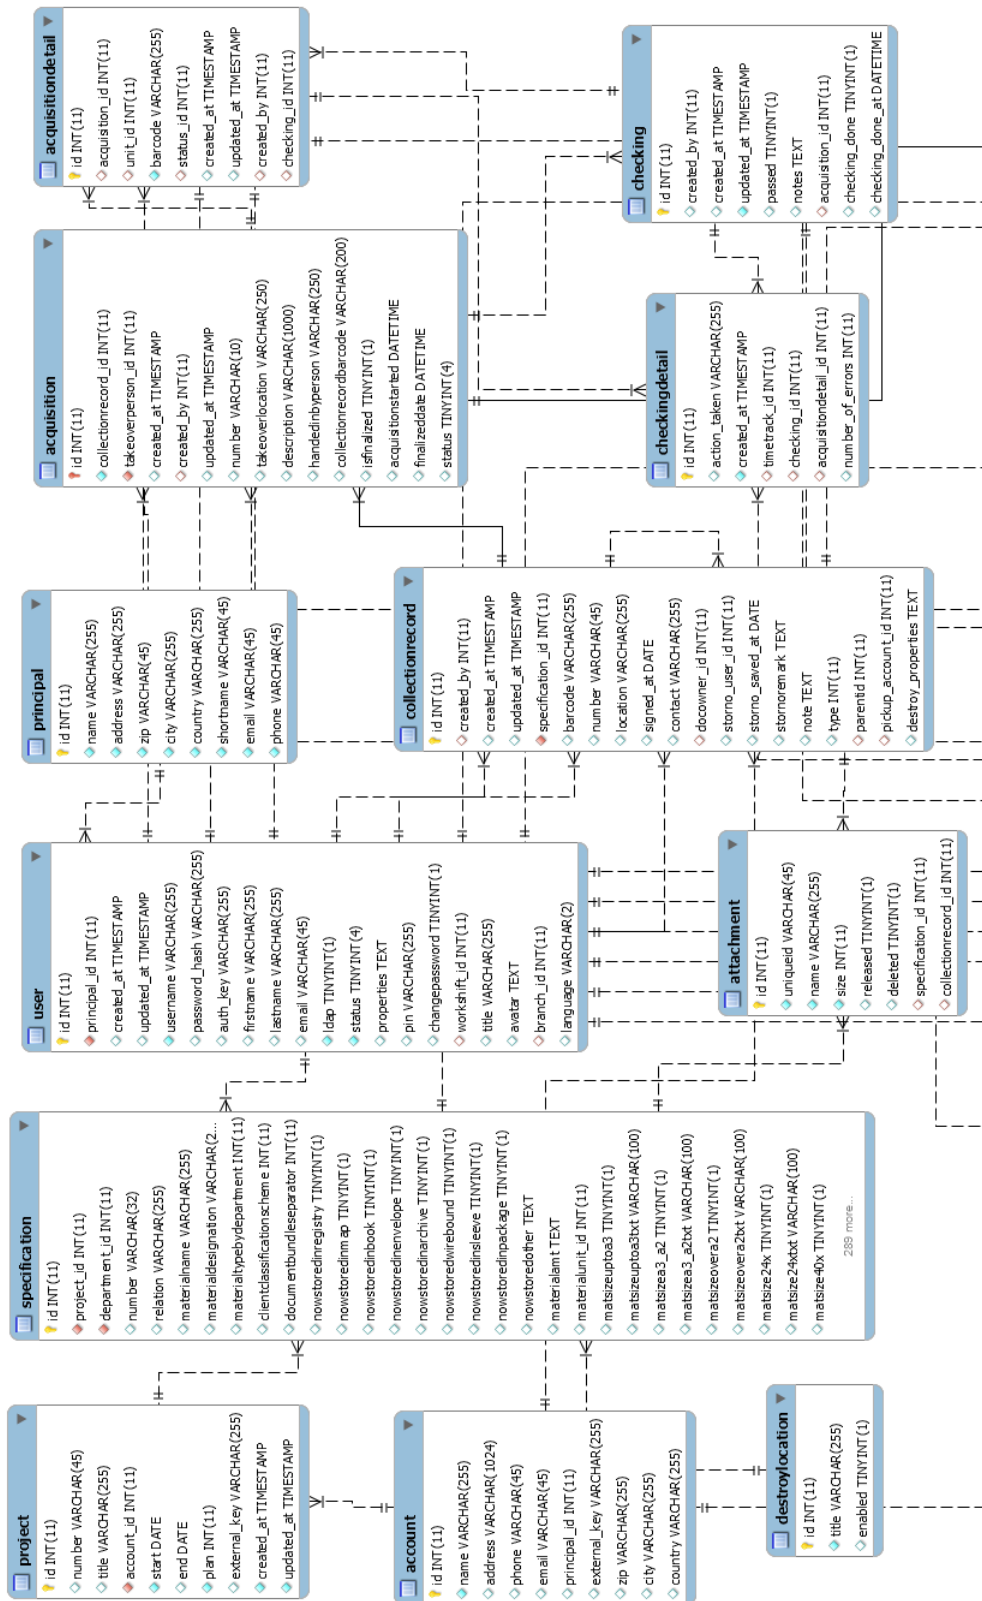 project
id INT(11)
number VARCHAR(45)
title VARCHAR(255)
account_id INT(11)
start DATE
end DATE
plan INT(11)
external_key VARCHAR(255)
created_at TIMESTAMP
updated_at TIMESTAMP
specification
id INT(11)
project_id INT(11)
department_id INT(11)
number VARCHAR(32)
relation VARCHAR(255)
materialname VARCHAR(255)
materialdesignation VARCHAR(2...
materialtypebydepartment INT(11)
clientclassificationscheme INT(11)
documentbundleseparator INT(11)
nowstoredinregistry TINYINT(1)
nowstoredinmap TINYINT(1)
nowstoredinbook TINYINT(1)
nowstoredinenvelope TINYINT(1)
nowstoredinarchive TINYINT(1)
nowstoredinwirebound TINYINT(1)
nowstoredinsleeve TINYINT(1)
nowstoredinpackage TINYINT(1)
nowstoredother TEXT
materialamt TEXT
materialunit_id INT(11)
matsizeuptoa3 TINYINT(1)
matsizeuptoa3txt VARCHAR(100)
matsizea3_a2 TINYINT(1)
matsizea3_a2txt VARCHAR(100)
matsizeovera2 TINYINT(1)
matsizeovera2txt VARCHAR(100)
matsize24x TINYINT(1)
matsize24xtxt VARCHAR(100)
matsize40x TINYINT(1)
289 more...
user
id INT(11)
principal_id INT(11)
created_at TIMESTAMP
updated_at TIMESTAMP
username VARCHAR(255)
password_hash VARCHAR(255)
auth_key VARCHAR(255)
firstname VARCHAR(255)
lastname VARCHAR(255)
email VARCHAR(45)
ldap TINYINT(1)
status TINYINT(4)
properties TEXT
pin VARCHAR(255)
changepassword TINYINT(1)
workshift_id INT(11)
title VARCHAR(255)
avatar TEXT
branch_id INT(11)
language VARCHAR(2)
principal
id INT(11)
name VARCHAR(255)
address VARCHAR(255)
zip VARCHAR(45)
city VARCHAR(255)
country VARCHAR(255)
shortname VARCHAR(45)
email VARCHAR(45)
phone VARCHAR(45)
acquisition
id INT(11)
collectionrecord_id INT(11)
takeoverperson_id INT(11)
created_at TIMESTAMP
created_by INT(11)
updated_at TIMESTAMP
number VARCHAR(10)
takeoverlocation VARCHAR(250)
description VARCHAR(1000)
handedinbyperson VARCHAR(250)
collectionrecordbarcode VARCHAR(200)
isfinalized TINYINT(1)
acquisitionstarted DATETIME
finalizeddate DATETIME
status TINYINT(4)
acquisitiondetail
id INT(11)
acquisition_id INT(11)
unit_id INT(11)
barcode VARCHAR(255)
status_id INT(11)
created_at TIMESTAMP
updated_at TIMESTAMP
created_by INT(11)
checking_id INT(11)
account
id INT(11)
name VARCHAR(255)
address VARCHAR(1024)
phone VARCHAR(45)
email VARCHAR(45)
principal_id INT(11)
external_key VARCHAR(255)
zip VARCHAR(255)
city VARCHAR(255)
country VARCHAR(255)
collectionrecord
id INT(11)
created_by INT(11)
created_at TIMESTAMP
updated_at TIMESTAMP
specification_id INT(11)
barcode VARCHAR(255)
number VARCHAR(45)
location VARCHAR(255)
signed_at DATE
contact VARCHAR(255)
docowner_id INT(11)
storno_user_id INT(11)
storno_saved_at DATE
stornoremark TEXT
note TEXT
type INT(11)
parentid INT(11)
pickup_account_id INT(11)
destroy_properties TEXT
checking
id INT(11)
created_by INT(11)
created_at TIMESTAMP
updated_at TIMESTAMP
passed TINYINT(1)
notes TEXT
acquisition_id INT(11)
checking_done TINYINT(1)
checking_done_at DATETIME
checkingdetail
id INT(11)
action_taken VARCHAR(255)
created_at TIMESTAMP
timetrack_id INT(11)
checking_id INT(11)
acquisitiondetail_id INT(11)
number_of_errors INT(11)
destroylocation
id INT(11)
title VARCHAR(255)
enabled TINYINT(1)
attachment
id INT(11)
uniqueid VARCHAR(45)
name VARCHAR(255)
size INT(11)
released TINYINT(1)
deleted TINYINT(1)
specification_id INT(11)
collectionrecord_id INT(11)